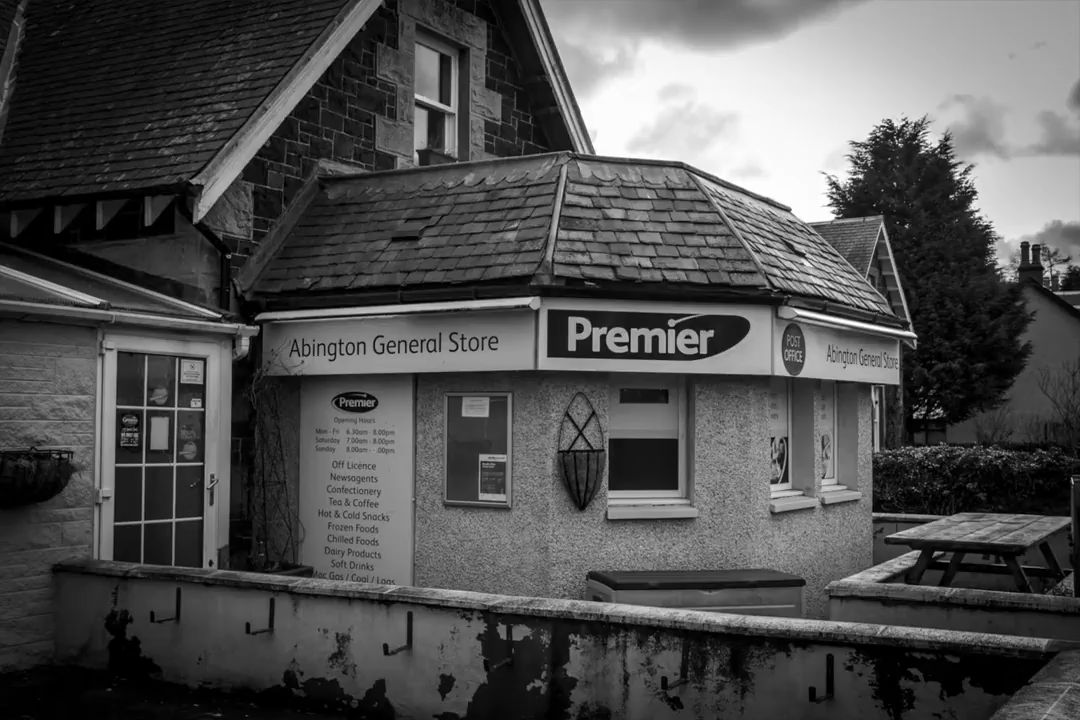 Abington General Store
Premier
POST
OFFICE
Abington General Store
Premier
Opening Hours
Mon - Fri 6.30am - 8.00pm
Saturday 7.00am - 8.00pm
Sunday 8.00am - .00pm
Off Licence
Newsagents
Confectionery
Tea & Coffee
Hot & Cold Snacks
Frozen Foods
Chilled Foods
Dairy Products
Soft Drinks
Gas / Coal / Logs